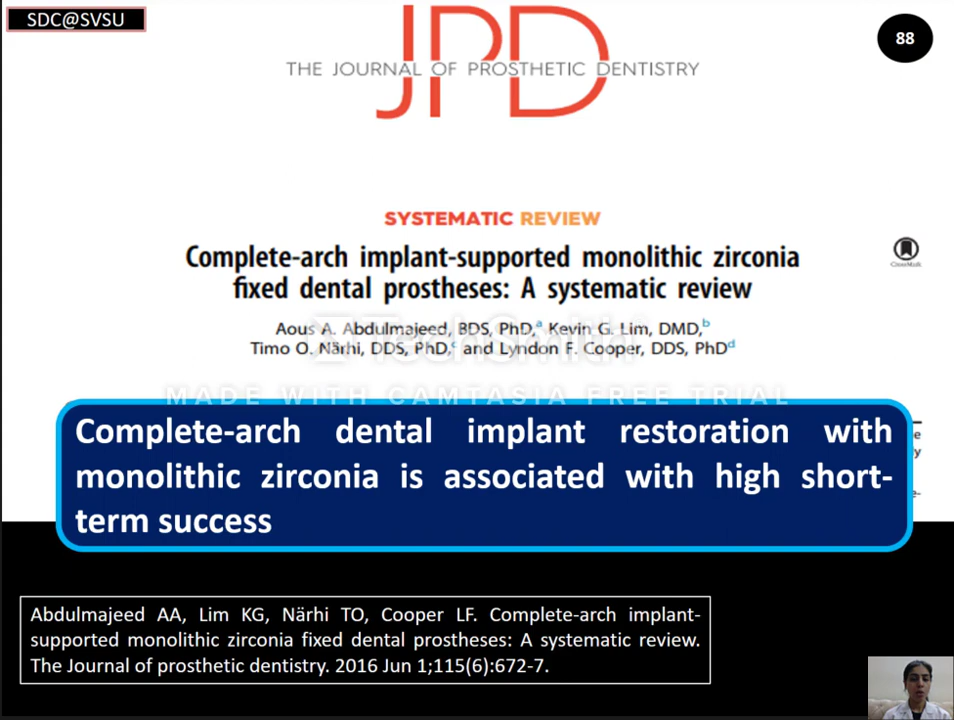 SDC@SVSU
88
JPD
THE JOURNAL OF PROSTHETIC DENTISTRY
SYSTEMATIC REVIEW
Complete-arch implant-supported monolithic zirconia
fixed dental prostheses: A systematic review
CrossMark
Aous A. Abdulmajeed, BDS, PhD,a Kevin G. Lim, DMD,b
Timo O. Närhi, DDS, PhD,c and Lyndon F. Cooper, DDS, PhDd
TechSmith
MADE WITH CAMTASIA FREE TRIAL
Complete-arch dental implant restoration with
monolithic zirconia is associated with high short-
term success
Abdulmajeed AA, Lim KG, Närhi TO, Cooper LF. Complete-arch implant-
supported monolithic zirconia fixed dental prostheses: A systematic review.
The Journal of prosthetic dentistry. 2016 Jun 1;115(6):672-7.